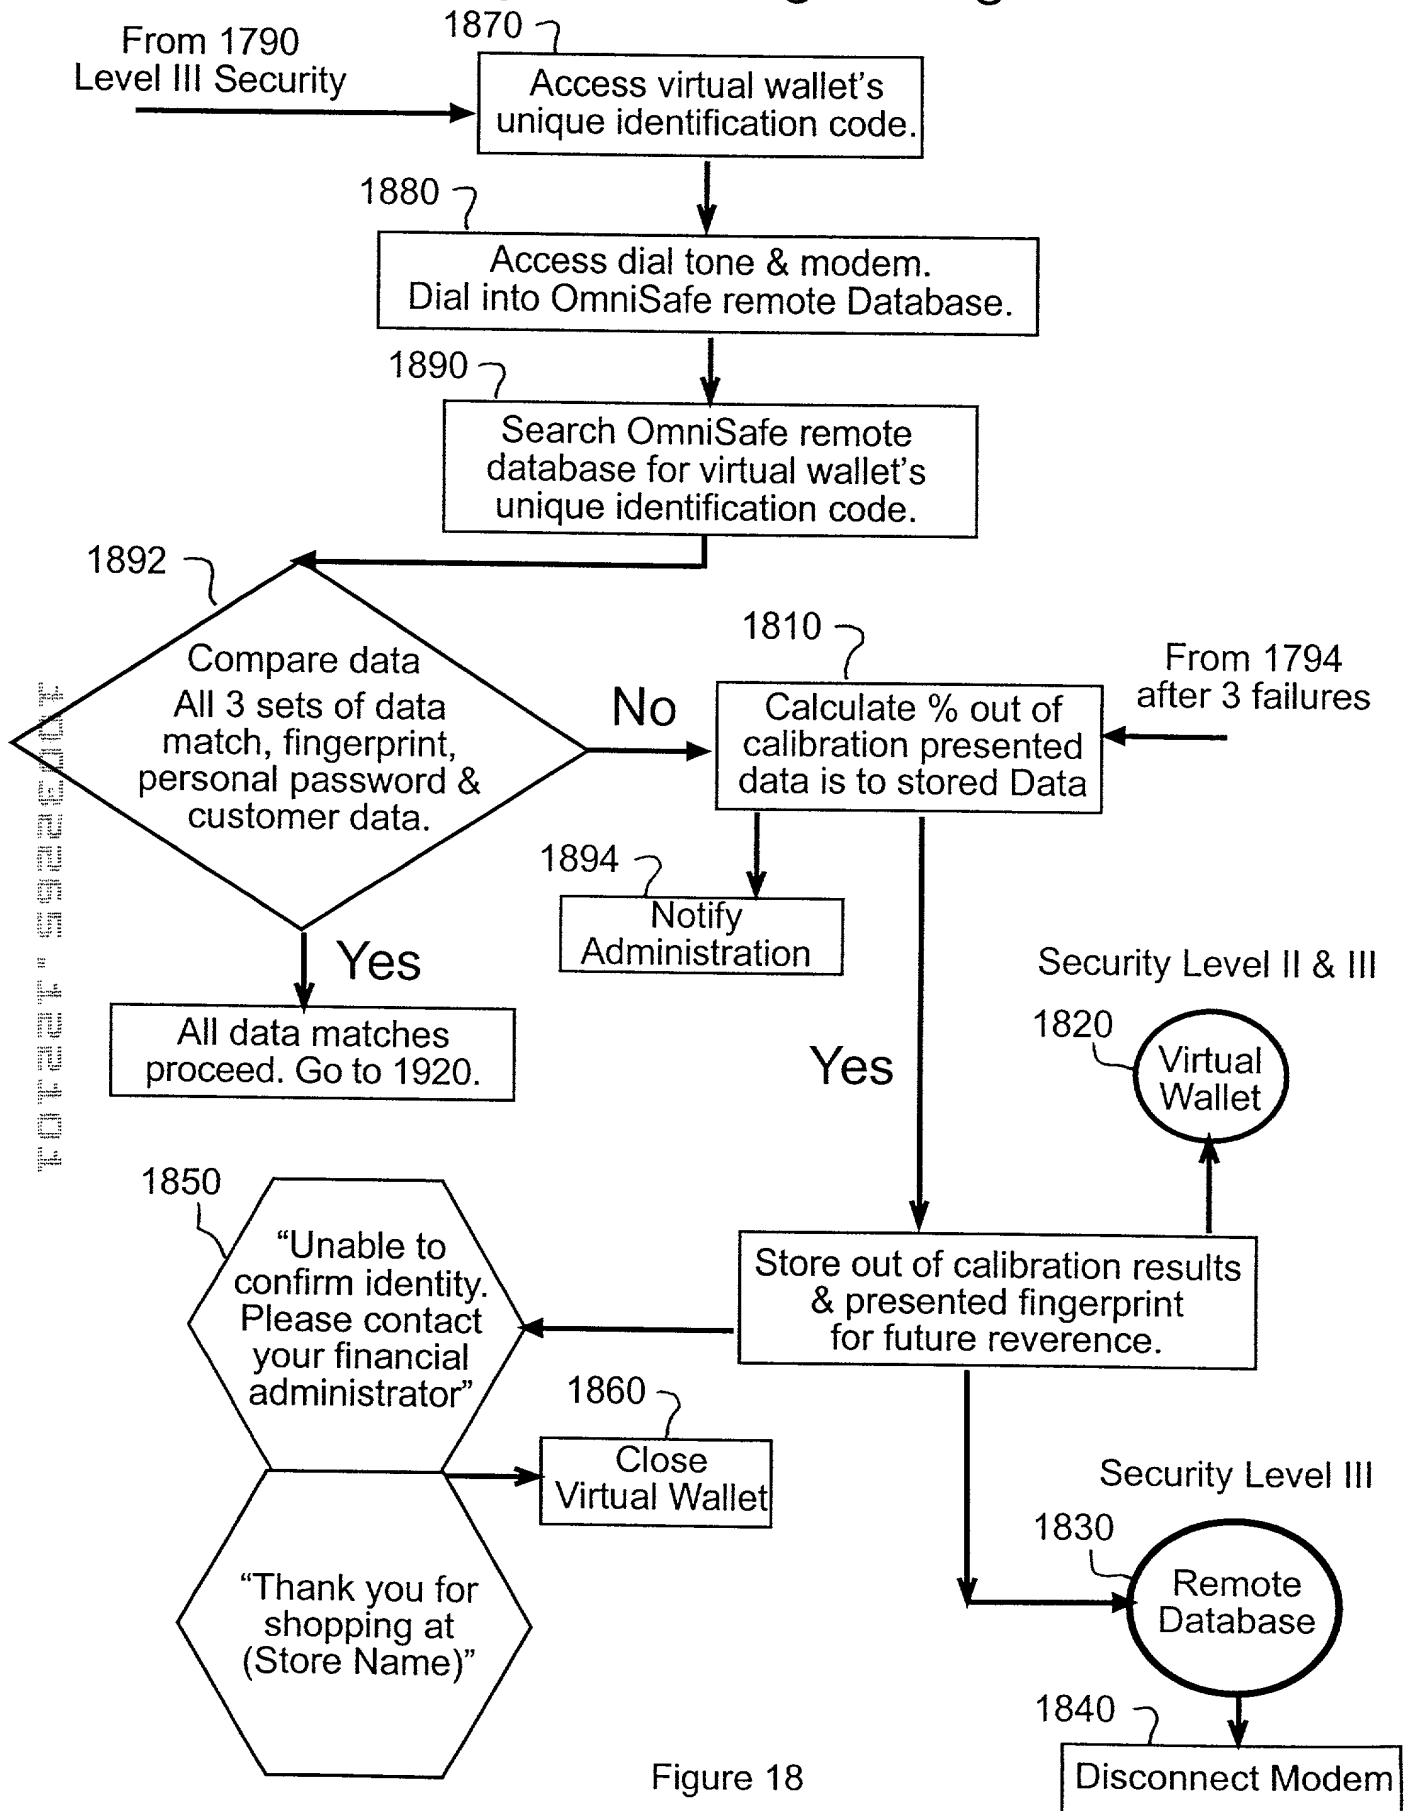 1870
From 1790
Level III Security
Access virtual wallet's
unique identification code.
1880
Access dial tone & modem.
Dial into OmniSafe remote Database.
1890
Search OmniSafe remote
database for virtual wallet's
unique identification code.
1892
Compare data
All 3 sets of data
match, fingerprint,
personal password &
customer data.
No
1810
Calculate % out of
calibration presented
data is to stored Data
From 1794
after 3 failures
1894
Notify
Administration
Yes
All data matches
proceed. Go to 1920.
Yes
Security Level II & III
1820
Virtual
Wallet
1850
“Unable to
confirm identity.
Please contact
your financial
administrator”
Store out of calibration results
& presented fingerprint
for future reverence.
1860
Close
Virtual Wallet
Security Level III
1830
Remote
Database
“Thank you for
shopping at
(Store Name)”
1840
Disconnect Modem
Figure 18